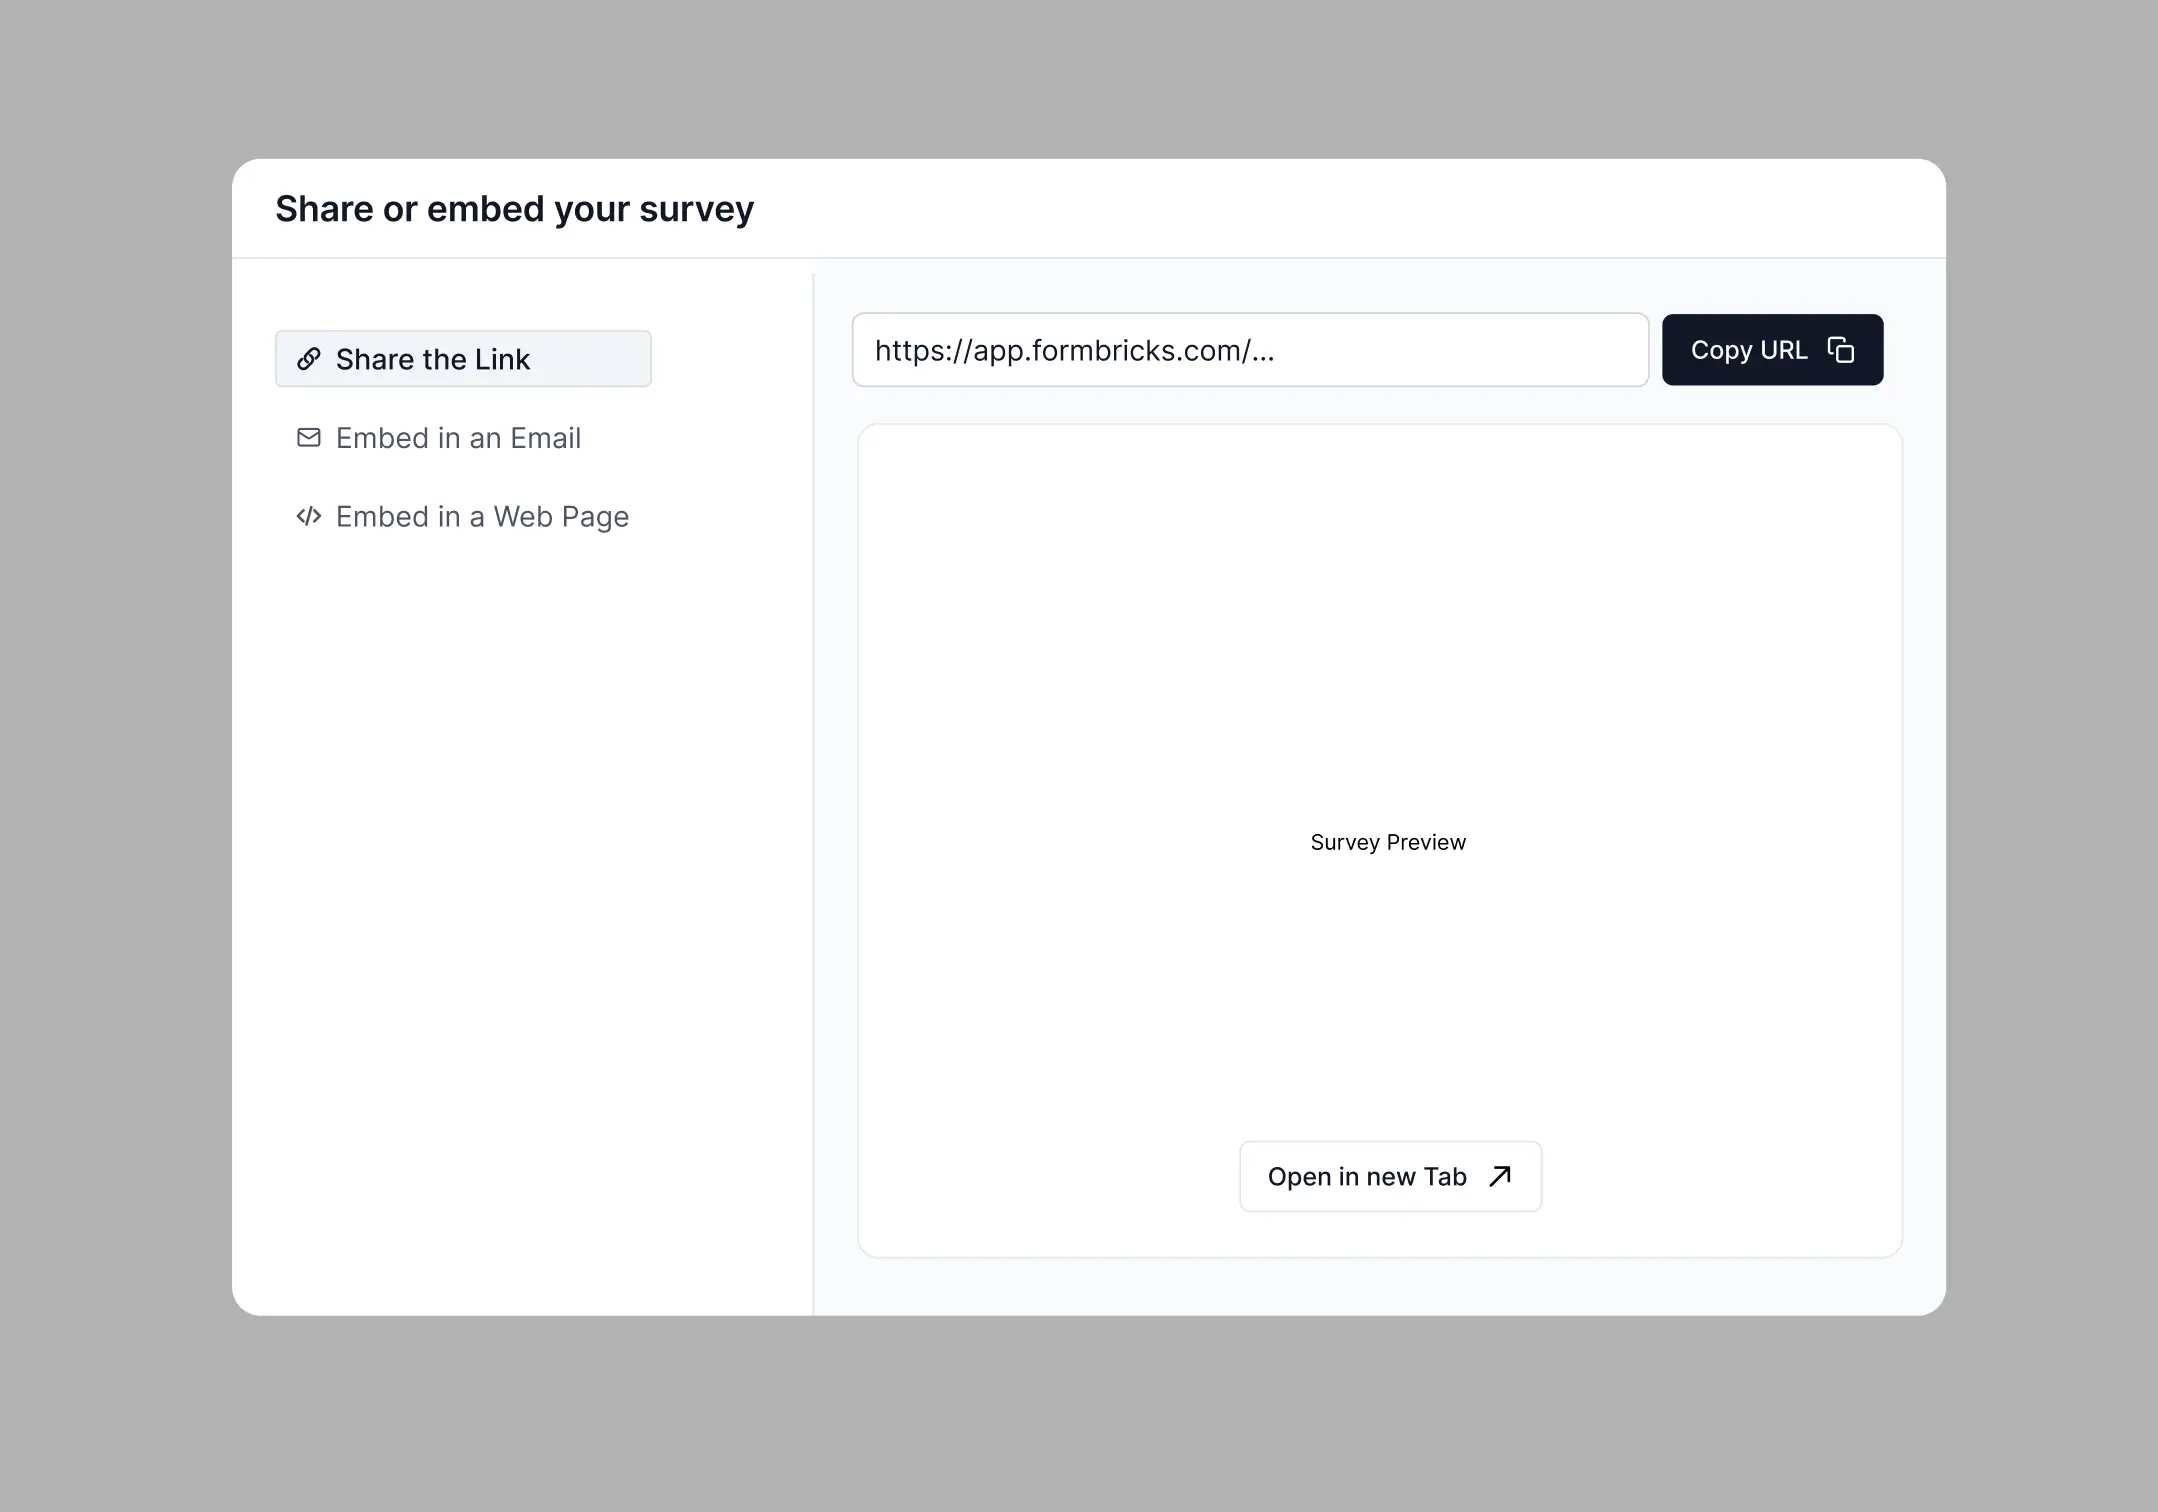 Share or embed your survey
Share the Link
Embed in an Email
Embed in a Web Page
https://app.formbricks.com/...
Copy URL
Survey Preview
Open in new Tab